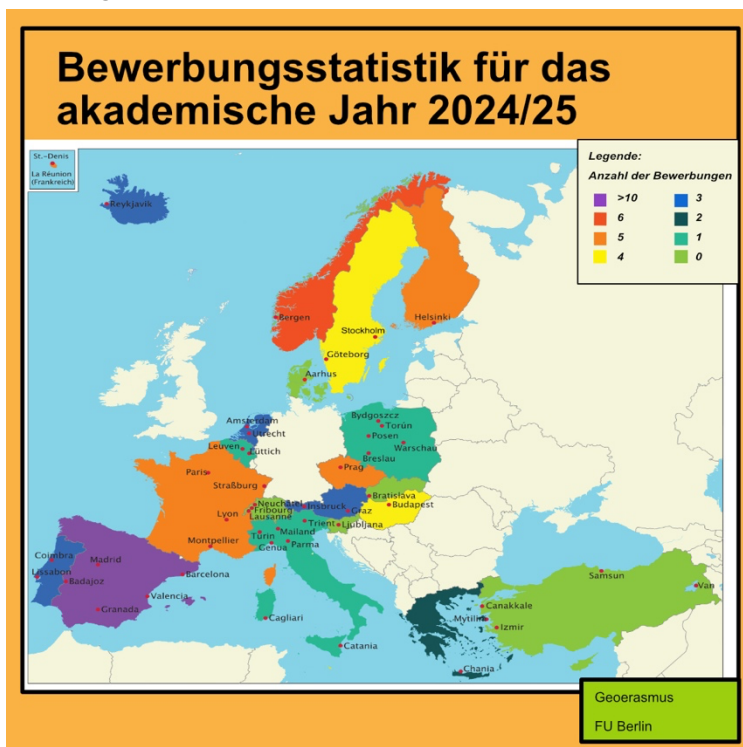 Bewerbungsstatistik für das
akademische Jahr 2024/25
St.-Denis
La Réunion
(Frankreich)
Legende:
Anzahl der Bewerbungen
>10
3
6
2
5
1
4
0
Reykjavik
Bergen
Helsinki
Stockholm
Göteborg
Aarhus
Amsterdam
Utrecht
Leuven
Lüttich
Bydgoszcz
Torún
Posen
Warschau
Breslau
Paris
Prag
Straßburg
Bratislava
Budapest
Neuchâtel
Fribourg
Lausanne
Insbruck
Graz
Lyon
Trient
Ljubljana
Turin
Mailand
Genua
Parma
Montpellier
Coimbra
Madrid
Lissabon
Badajoz
Barcelona
Valencia
Granada
Cagliari
Catania
Samsun
Van
Canakkale
Mytilini
Izmir
Chania
Geoerasmus
FU Berlin